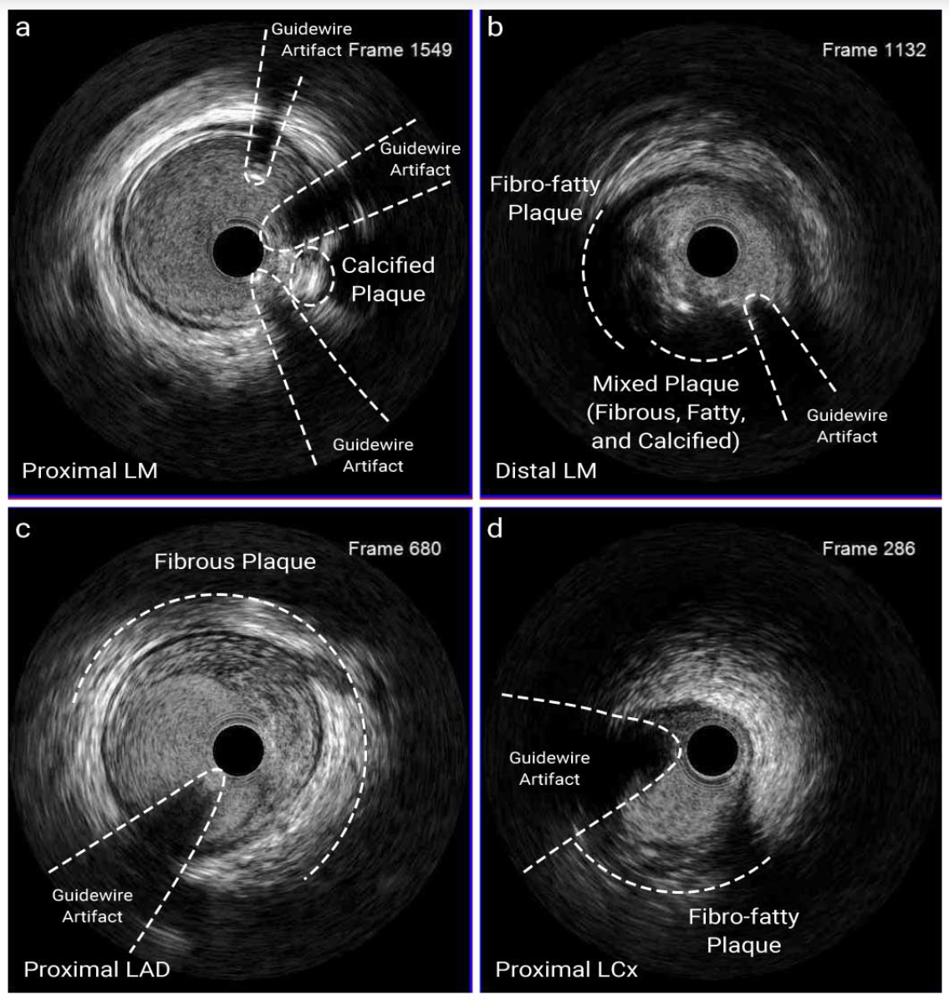 a
Guidewire
Artifact
Frame 1549
Guidewire
Artifact
Calcified
Plaque
Guidewire
Artifact
Proximal LM
b
Frame 1132
Fibro-fatty
Plaque
Mixed Plaque
(Fibrous, Fatty,
and Calcified)
Guidewire
Artifact
Distal LM
c
Frame 680
Fibrous Plaque
Guidewire
Artifact
Proximal LAD
d
Frame 286
Guidewire
Artifact
Fibro-fatty
Plaque
Proximal LCx